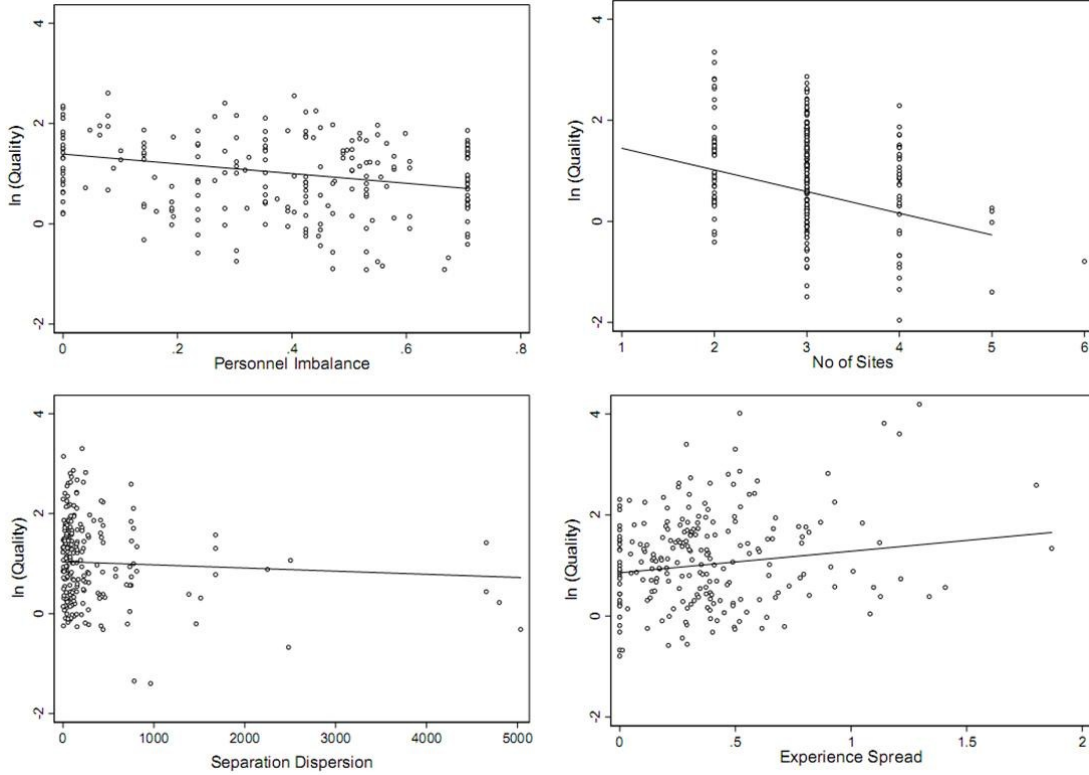 4
2
0
-2
ln (Quality)
0 .2 .4 .6 .8
Personnel Imbalance
4
2
0
-2
ln (Quality)
1 2 3 4 5 6
No of Sites
4
2
0
-2
ln (Quality)
0 1000 2000 3000 4000 5000
Separation Dispersion
4
2
0
-2
ln (Quality)
0 .5 1 1.5 2
Experience Spread